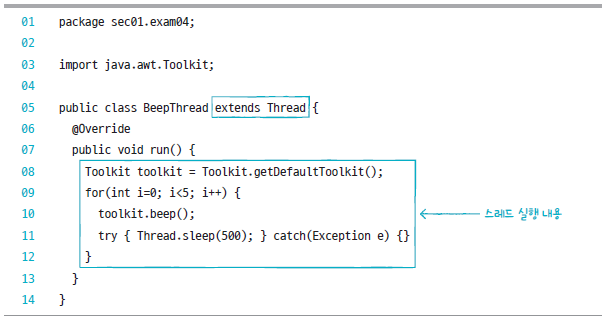 01 package sec01.exam04;
02
03 import java.awt.Toolkit;
04
05 public class BeepThread extends Thread {
06   @Override
07   public void run() {
08     Toolkit toolkit = Toolkit.getDefaultToolkit();
09     for(int i=0; i<5; i++) {
10       toolkit.beep(); 스레드 실행 내용
11       try { Thread.sleep(500); } catch(Exception e) {}
12     }
13   }
14 }